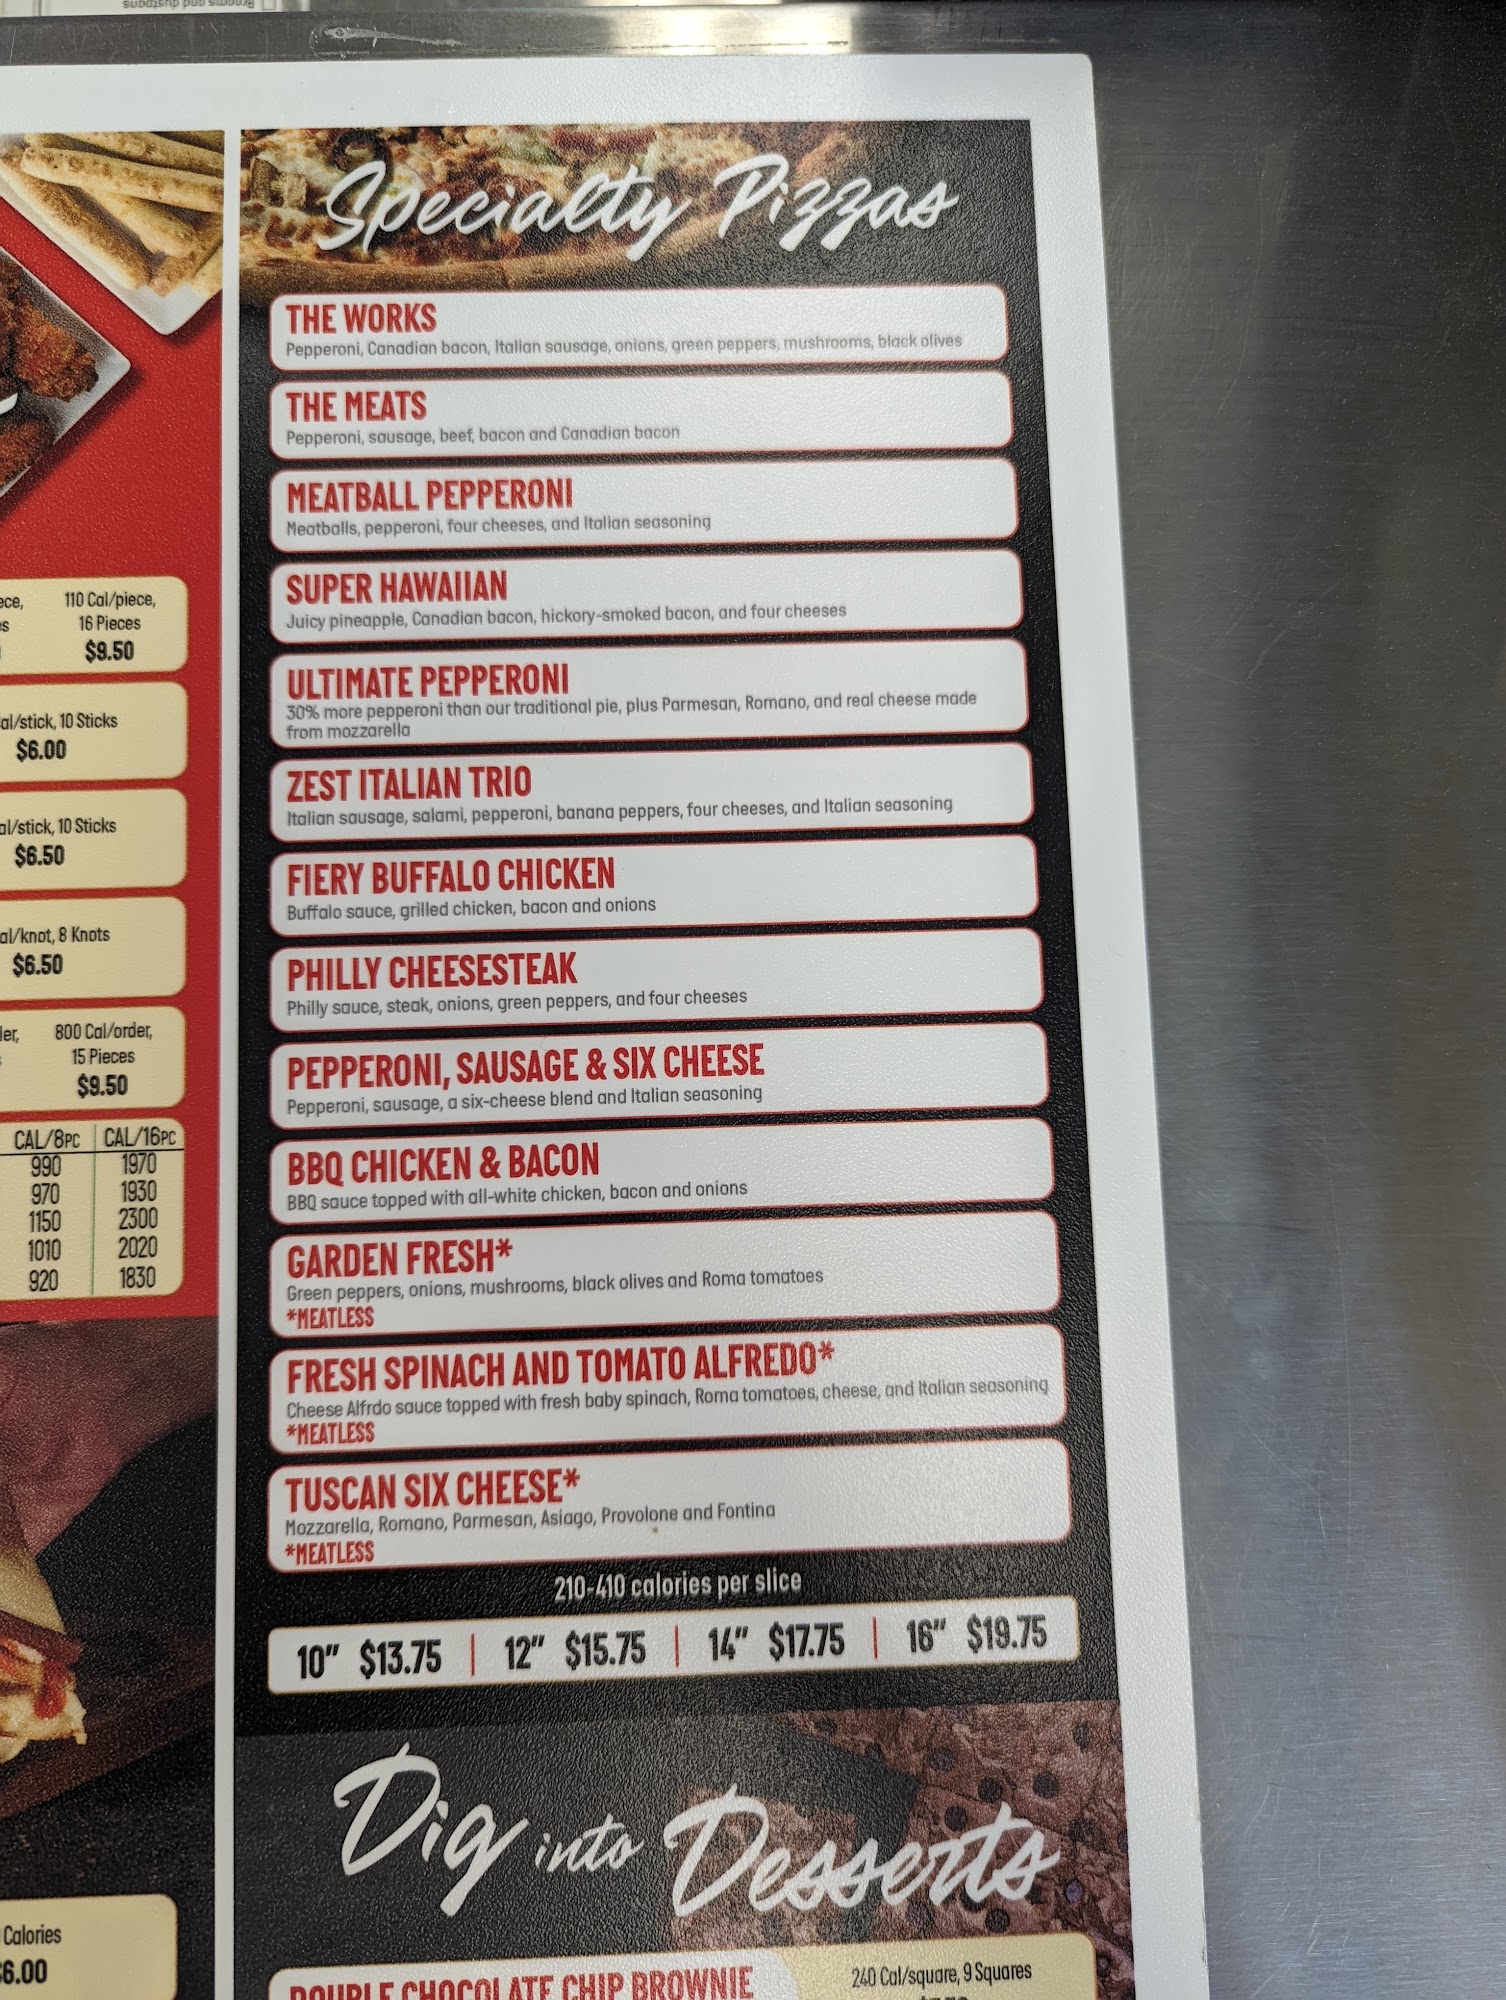 Brooms and dustpans
Specialty Pizzas
THE WORKS
Pepperoni, Canadian bacon, Italian sausage, onions, green peppers, mushrooms, black olives
THE MEATS
Pepperoni, sausage, beef, bacon and Canadian bacon
MEATBALL PEPPERONI
Meatballs, pepperoni, four cheeses, and Italian seasoning
SUPER HAWAIIAN
Juicy pineapple, Canadian bacon, hickory-smoked bacon, and four cheeses
ULTIMATE PEPPERONI
30% more pepperoni than our traditional pie, plus Parmesan, Romano, and real cheese made
from mozzarella
ZEST ITALIAN TRIO
Italian sausage, salami, pepperoni, banana peppers, four cheeses, and Italian seasoning
FIERY BUFFALO CHICKEN
Buffalo sauce, grilled chicken, bacon and onions
PHILLY CHEESESTEAK
Philly sauce, steak, onions, green peppers, and four cheeses
PEPPERONI, SAUSAGE & SIX CHEESE
Pepperoni, sausage, a six-cheese blend and Italian seasoning
BBQ CHICKEN & BACON
BBQ sauce topped with all-white chicken, bacon and onions
GARDEN FRESH*
Green peppers, onions, mushrooms, black olives and Roma tomatoes
*MEATLESS
FRESH SPINACH AND TOMATO ALFREDO*
Cheese Alfrdo sauce topped with fresh baby spinach, Roma tomatoes, cheese, and Italian seasoning
*MEATLESS
TUSCAN SIX CHEESE*
Mozzarella, Romano, Parmesan, Asiago, Provolone and Fontina
*MEATLESS
210-410 calories per slice
10" $13.75 | 12" $15.75 | 14" $17.75 | 16" $19.75
Dig into Desserts
DOUBLE CHOCOLATE CHIP BROWNIE
240 Cal/square, 9 Squares
110 Cal/piece,
16 Pieces
$9.50
al/stick, 10 Sticks
$6.00
al/stick, 10 Sticks
$6.50
al/knot, 8 Knots
$6.50
800 Cal/order,
15 Pieces
$9.50
CAL/8PC CAL/16PC
990 1970
970 1930
1150 2300
1010 2020
920 1830
Calories
6.00